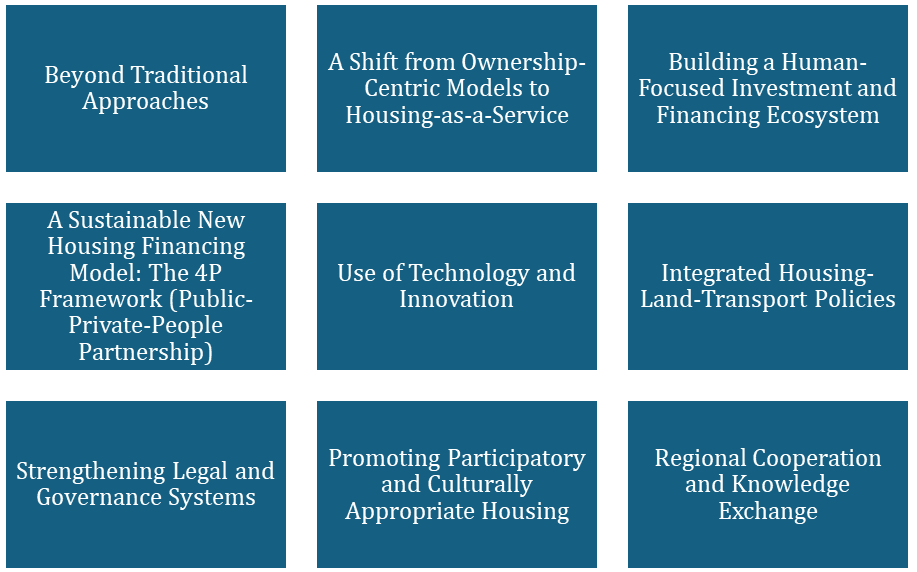 Beyond Traditional
Approaches
A Shift from Ownership-
Centric Models to
Housing-as-a-Service
Building a Human-
Focused Investment and
Financing Ecosystem
A Sustainable New
Housing Financing
Model: The 4P
Framework (Public-
Private-People
Partnership)
Use of Technology and
Innovation
Integrated Housing-
Land-Transport Policies
Strengthening Legal and
Governance Systems
Promoting Participatory
and Culturally
Appropriate Housing
Regional Cooperation
and Knowledge
Exchange